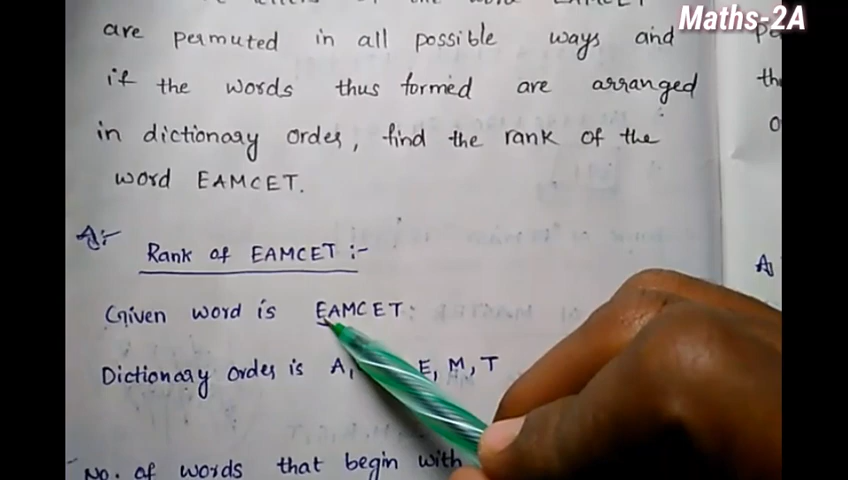 Maths-2A
are permuted in all possible ways and
if the words thus formed are arranged
in dictionary order, find the rank of the
word EAMCET.
A:-
Rank of EAMCET :-
Given word is EAMCET:
Dictionary order is A, E, M, T
No. of words that begin with
th
A